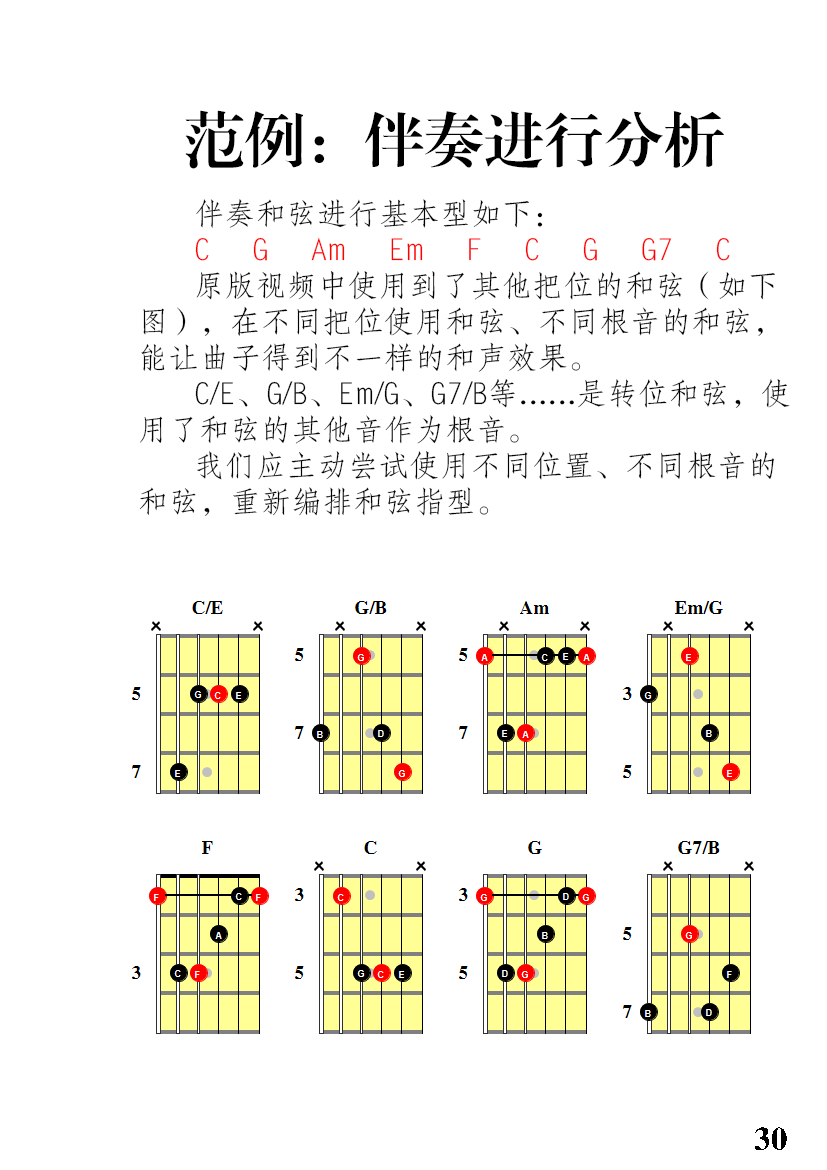 范例：伴奏进行分析
伴奏和弦进行基本型如下：
C G Am Em F C G G7 C
原版视频中使用到了其他把位的和弦（如下
图），在不同把位使用和弦、不同根音的和弦，
能让曲子得到不一样的和声效果。
C/E、G/B、Em/G、G7/B等……是转位和弦，使
用了和弦的其他音作为根音。
我们应主动尝试使用不同位置、不同根音的
和弦，重新编排和弦指型。
C/E G/B Am Em/G
× × × × × × × ×
5 G C E
7 E
5 G
7 B D
G
5 A C E A
7 E A
E
3 G
B
5 E
F C G G7/B
× × × ×
F C F
A
3 C F
3 C
5 G C E
3 G D G
B
5 D G
5 G
F
7 B D
30